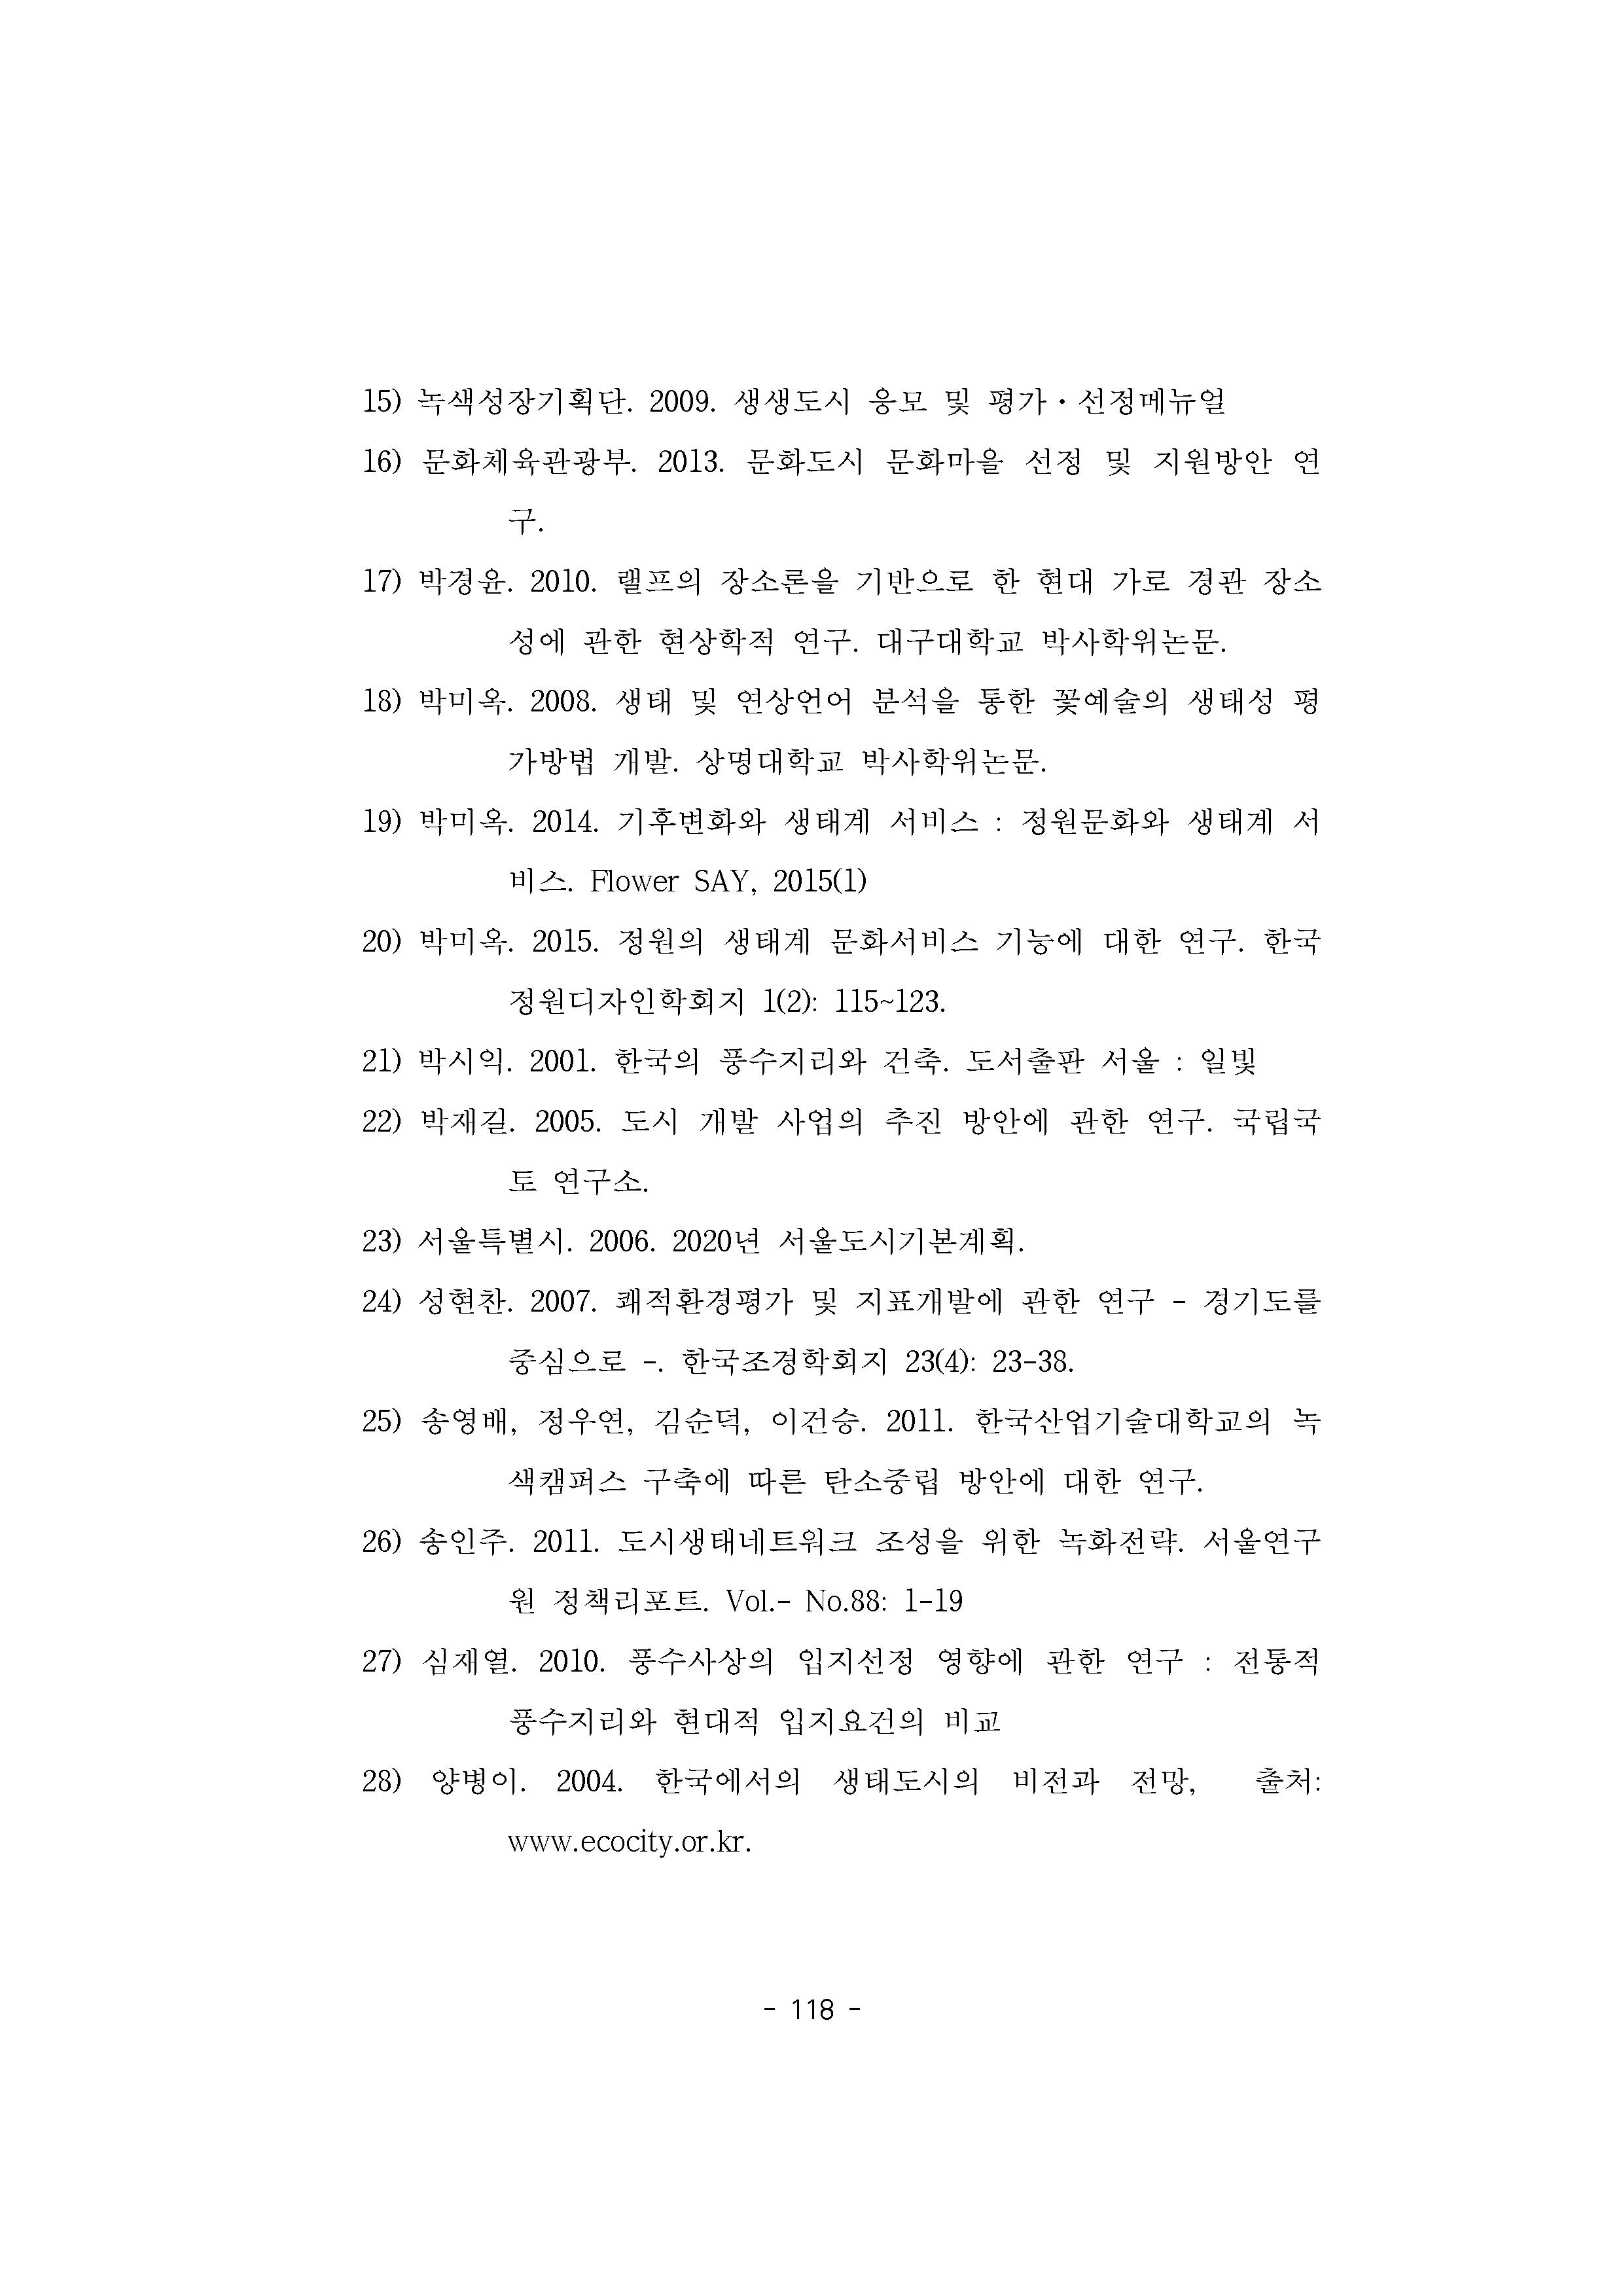 15) 녹색성장기획단. 2009. 생생도시 응모 및 평가·선정메뉴얼
16) 문화체육관광부. 2013. 문화도시 문화마을 선정 및 지원방안 연
구.
17) 박경윤. 2010. 랠프의 장소론을 기반으로 한 현대 가로 경관 장소
성에 관한 현상학적 연구. 대구대학교 박사학위논문.
18) 박미옥. 2008. 생태 및 연상언어 분석을 통한 꽃예술의 생태성 평
가방법 개발. 상명대학교 박사학위논문.
19) 박미옥. 2014. 기후변화와 생태계 서비스 : 정원문화와 생태계 서
비스. Flower SAY, 2015(1)
20) 박미옥. 2015. 정원의 생태계 문화서비스 기능에 대한 연구. 한국
정원디자인학회지 1(2): 115~123.
21) 박시익. 2001. 한국의 풍수지리와 건축. 도서출판 서울 : 일빛
22) 박재길. 2005. 도시 개발 사업의 추진 방안에 관한 연구. 국립국
토 연구소.
23) 서울특별시. 2006. 2020년 서울도시기본계획.
24) 성현찬. 2007. 쾌적환경평가 및 지표개발에 관한 연구 - 경기도를
중심으로 -. 한국조경학회지 23(4): 23-38.
25) 송영배, 정우연, 김순덕, 이건승. 2011. 한국산업기술대학교의 녹
색캠퍼스 구축에 따른 탄소중립 방안에 대한 연구.
26) 송인주. 2011. 도시생태네트워크 조성을 위한 녹화전략. 서울연구
원 정책리포트. Vol.- No.88: 1-19
27) 심재열. 2010. 풍수사상의 입지선정 영향에 관한 연구 : 전통적
풍수지리와 현대적 입지요건의 비교
28) 양병이. 2004. 한국에서의 생태도시의 비전과 전망, 출처:
www.ecocity.or.kr.
- 118 -